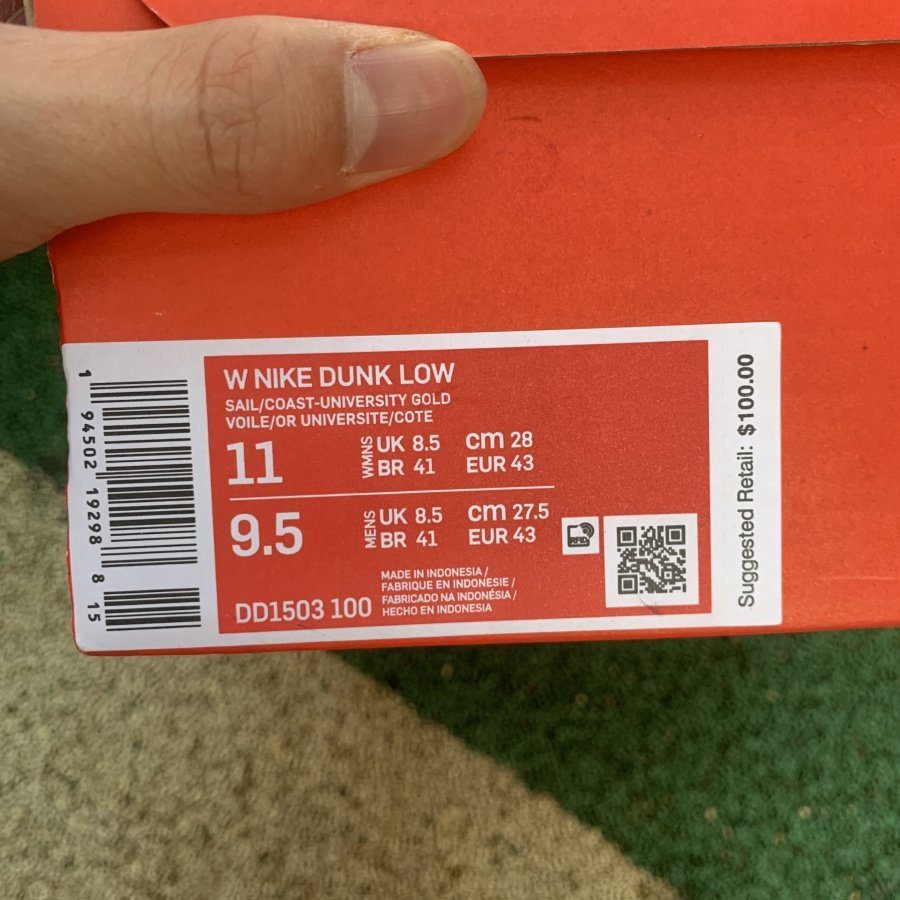 W NIKE DUNK LOW
SAIL/COAST-UNIVERSITY GOLD
VOILE/OR UNIVERSITE/COTE
11
WMNS
UK 8.5 cm 28
BR 41 EUR 43
9.5
MENS
UK 8.5 cm 27.5
BR 41 EUR 43
DD1503 100
MADE IN INDONESIA /
FABRIQUE EN INDONESIE /
FABRICADO NA INDONÉSIA /
HECHO EN INDONESIA
RFID
Suggested Retail: $100.00
1 94502 19298 8 15